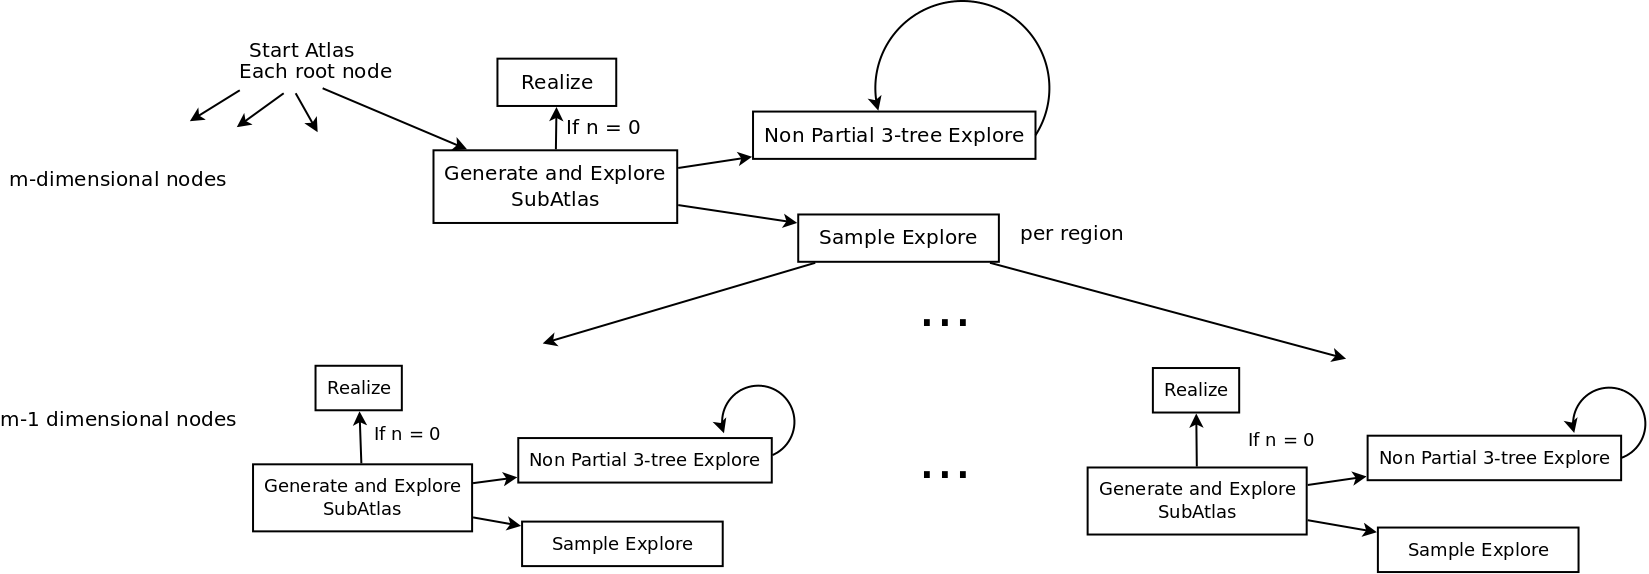 Start Atlas
Each root node
Realize
If n = 0
Non Partial 3-tree Explore
m-dimensional nodes
Generate and Explore
SubAtlas
Sample Explore
per region
...
m-1 dimensional nodes
Realize
If n = 0
Non Partial 3-tree Explore
Generate and Explore
SubAtlas
Sample Explore
...
Realize
If n = 0
Non Partial 3-tree Explore
Generate and Explore
SubAtlas
Sample Explore